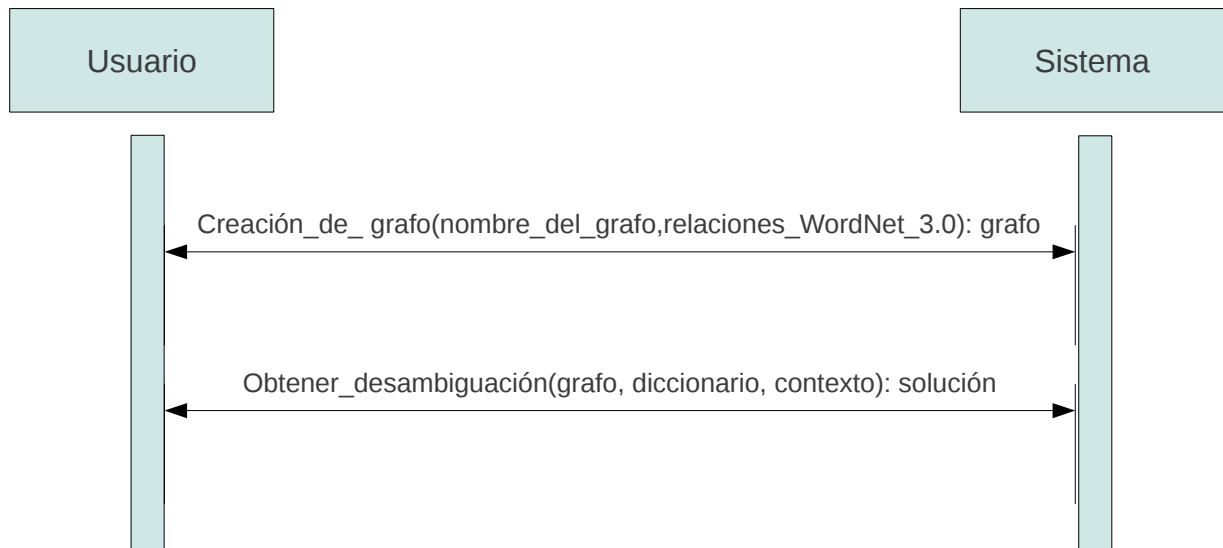 Usuario
Sistema
Creación_de_ grafo(nombre_del_grafo,relaciones_WordNet_3.0): grafo
Obtener_desambiguación(grafo, diccionario, contexto): solución